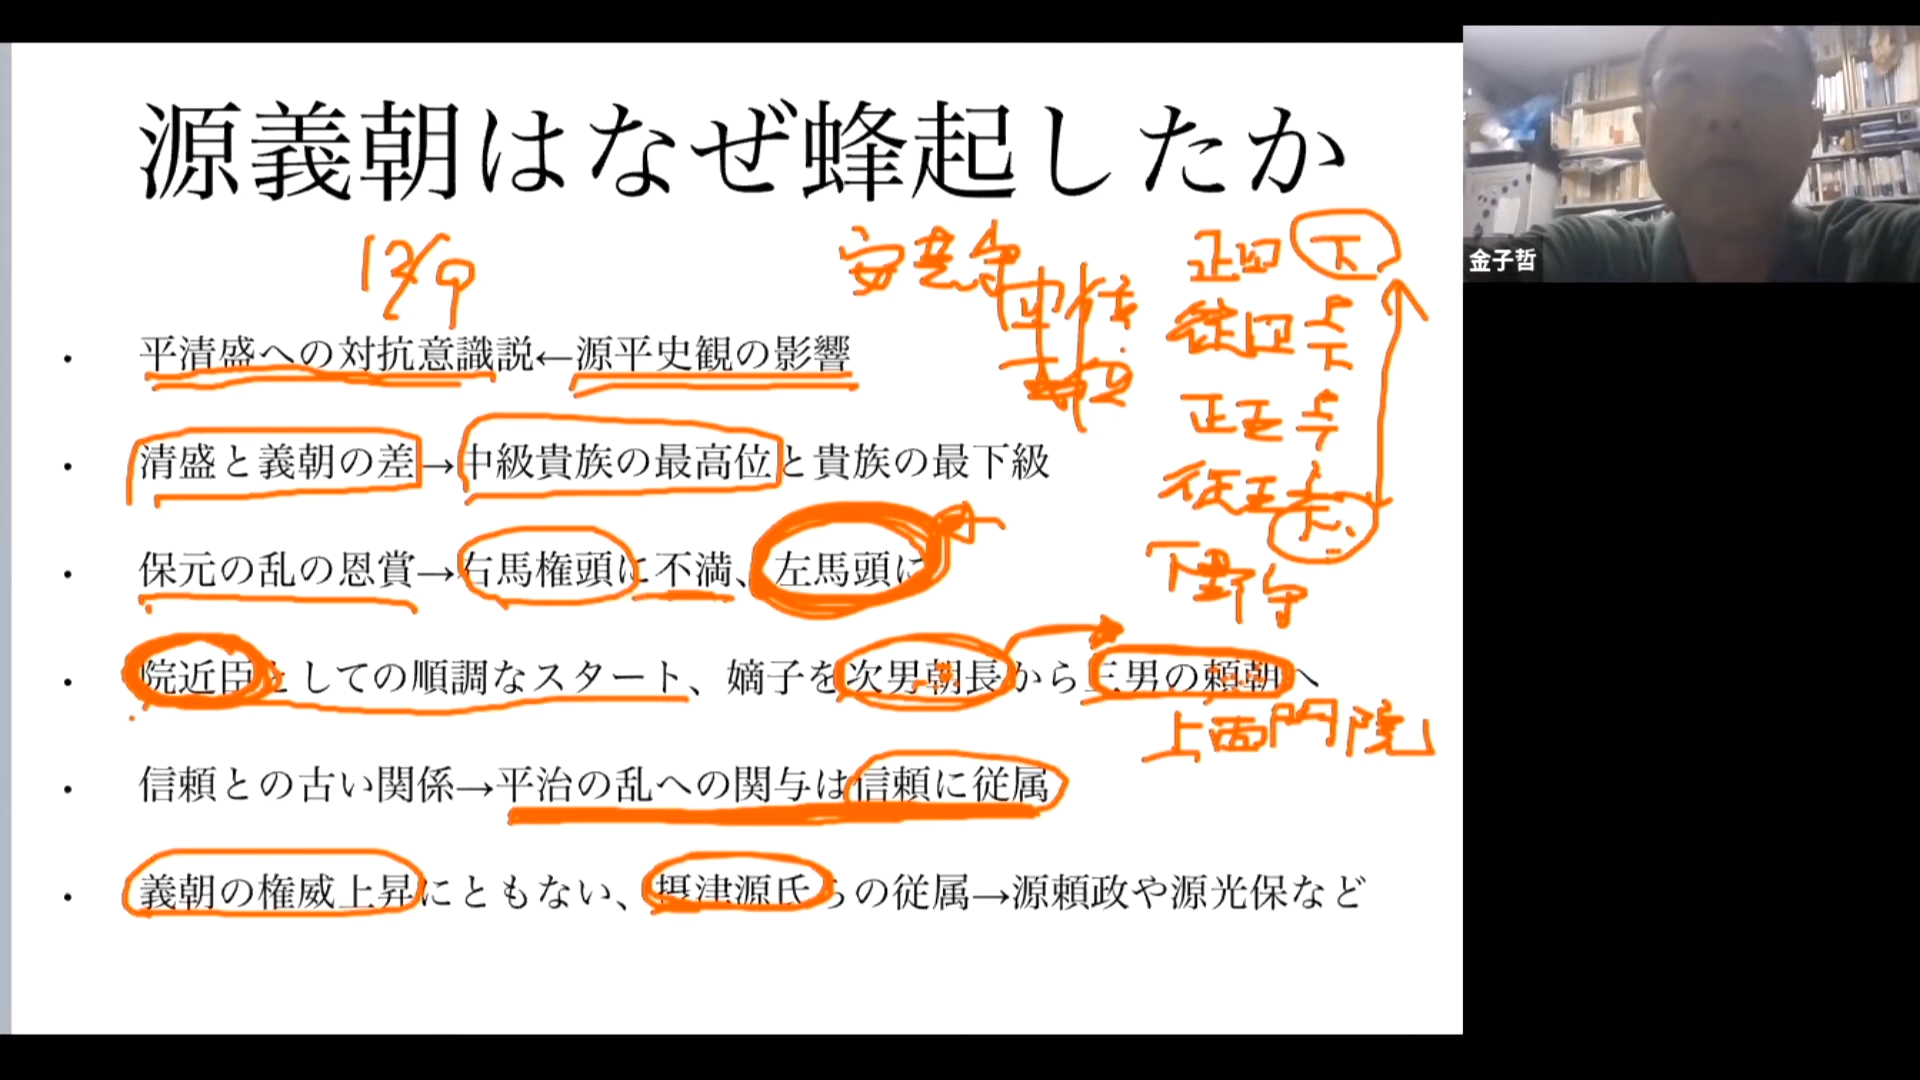 源義朝はなぜ蜂起したか
12/9
安芸守
正四下
従四上下
正五上下
従五上下
下野守
・平清盛への対抗意識説←源平史観の影響
・清盛と義朝の差→中級貴族の最高位と貴族の最下級
・保元の乱の恩賞→右馬権頭に不満、左馬頭に
・院近臣としての順調なスタート、嫡子を次男朝長から三男の頼朝へ
上西門院
・信頼との古い関係→平治の乱への関与は信頼に従属
・義朝の権威上昇にともない、摂津源氏らの従属→源頼政や源光保など
金子哲